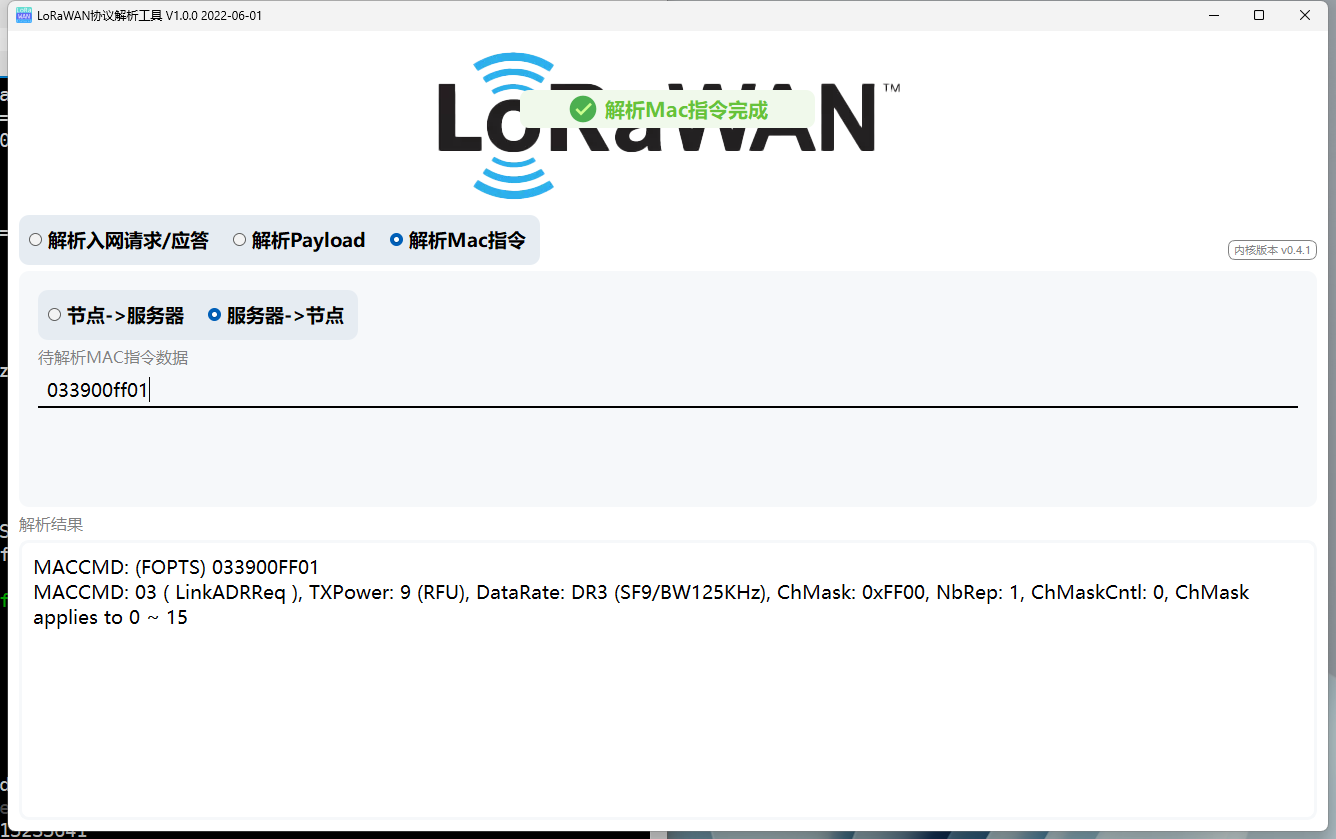 LoRaWAN协议解析工具 V1.0.0 2022-06-01
LoRaWAN™
解析Mac指令完成
解析入网请求/应答 解析Payload 解析Mac指令
内核版本 v0.4.1
节点->服务器 服务器->节点
待解析MAC指令数据
033900ff01
解析结果
MACCMD: (FOPTS) 033900FF01
MACCMD: 03 ( LinkADRReq ), TXPower: 9 (RFU), DataRate: DR3 (SF9/BW125KHz), ChMask: 0xFF00, NbRep: 1, ChMaskCntl: 0, ChMask
applies to 0 ~ 15